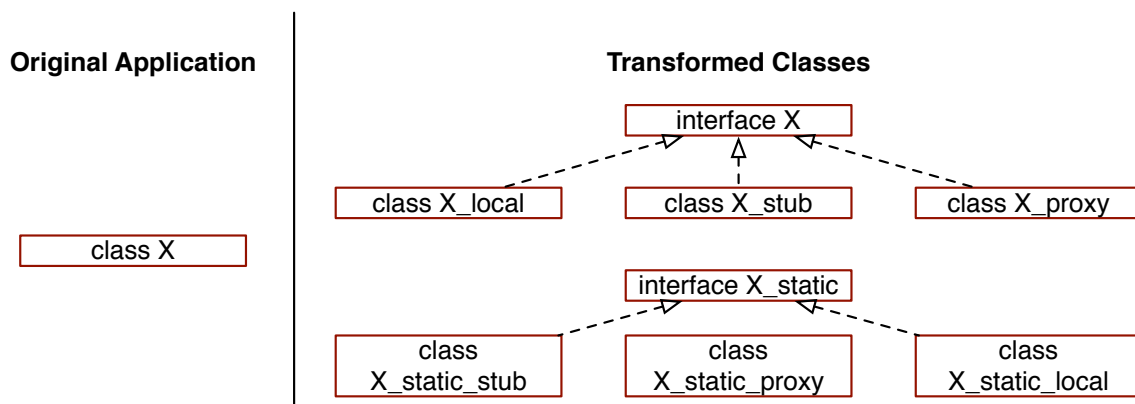 Original Application
Transformed Classes
interface X
class X_local
class X_stub
class X_proxy
class X
interface X_static
class
X_static_stub
class
X_static_proxy
class
X_static_local